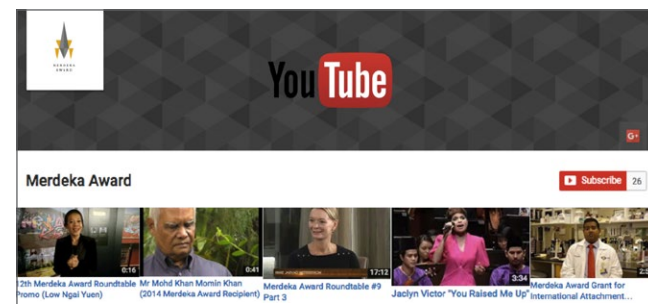 MERDEKA
AWARD
You Tube
G+
Merdeka Award
Subscribe 26
0:16
0:41
17:12
3:34
12th Merdeka Award Roundtable
Promo (Low Ngai Yuen)
Mr Mohd Khan Momin Khan
(2014 Merdeka Award Recipient)
Merdeka Award Roundtable #9
Part 3
Jaclyn Victor "You Raised Me Up"
Merdeka Award Grant for
International Attachment...